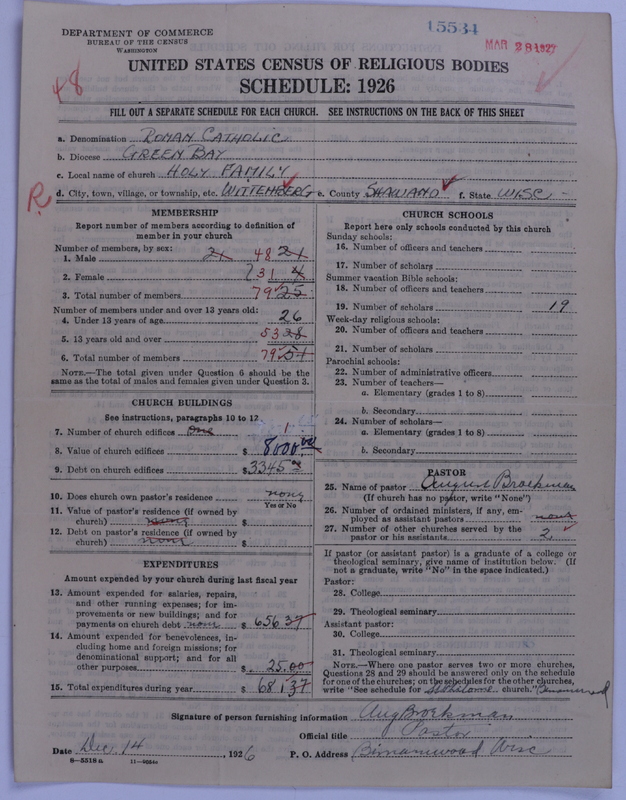 DEPARTMENT OF COMMERCE
BUREAU OF THE CENSUS
WASHINGTON
15534
MAR 28 1927
48
UNITED STATES CENSUS OF RELIGIOUS BODIES
SCHEDULE: 1926
FILL OUT A SEPARATE SCHEDULE FOR EACH CHURCH. SEE INSTRUCTIONS ON THE BACK OF THIS SHEET
a. Denomination ROMAN CATHOLIC
b. Diocese GREEN BAY
c. Local name of church HOLY FAMILY
R d. City, town, village, or township, etc. WITTENBERG e. County SHAWANO f. State WISC
MEMBERSHIP
Report number of members according to definition of member in your church
Number of members, by sex:
1. Male 21 48 21
2. Female 31 4
3. Total number of members 79 25
Number of members under and over 13 years old:
4. Under 13 years of age 26
5. 13 years old and over 53 28
6. Total number of members 79 51
NOTE.—The total given under Question 6 should be the same as the total of males and females given under Question 3.
CHURCH BUILDINGS
See instructions, paragraphs 10 to 12
7. Number of church edifices one 1
8. Value of church edifices $ 8000.00
9. Debt on church edifices $ 3345
10. Does church own pastor's residence none
Yes or No
11. Value of pastor's residence (if owned by church) none $
12. Debt on pastor's residence (if owned by church) none $
EXPENDITURES
Amount expended by your church during last fiscal year
13. Amount expended for salaries, repairs, and other running expenses; for improvements or new buildings; and for payments on church debt none $ 656 37
14. Amount expended for benevolences, including home and foreign missions; for denominational support; and for all other purposes $ 25.00
15. Total expenditures during year $ 681 37
CHURCH SCHOOLS
Report here only schools conducted by this church
Sunday schools:
16. Number of officers and teachers
17. Number of scholars
Summer vacation Bible schools:
18. Number of officers and teachers
19. Number of scholars 19
Week-day religious schools:
20. Number of officers and teachers
21. Number of scholars
Parochial schools:
22. Number of administrative officers
23. Number of teachers—
a. Elementary (grades 1 to 8)
b. Secondary
24. Number of scholars—
a. Elementary (grades 1 to 8)
b. Secondary
PASTOR
25. Name of pastor August Broekman
(If church has no pastor, write "None")
26. Number of ordained ministers, if any, employed as assistant pastors none
27. Number of other churches served by the pastor or his assistants 2
If pastor (or assistant pastor) is a graduate of a college or theological seminary, give name of institution below. (If not a graduate, write "No" in the space indicated.)
Pastor:
28. College
29. Theological seminary
Assistant pastor:
30. College
31. Theological seminary
NOTE.—Where one pastor serves two or more churches, Questions 28 and 29 should be answered only on the schedule for one of the churches; on the schedules for the other churches, write "See schedule for church."
Signature of person furnishing information Aug Broekman
Official title Pastor
Date Dec. 14, 1926 P. O. Address Birnamwood Wisc
8—5518 a 11—9050a